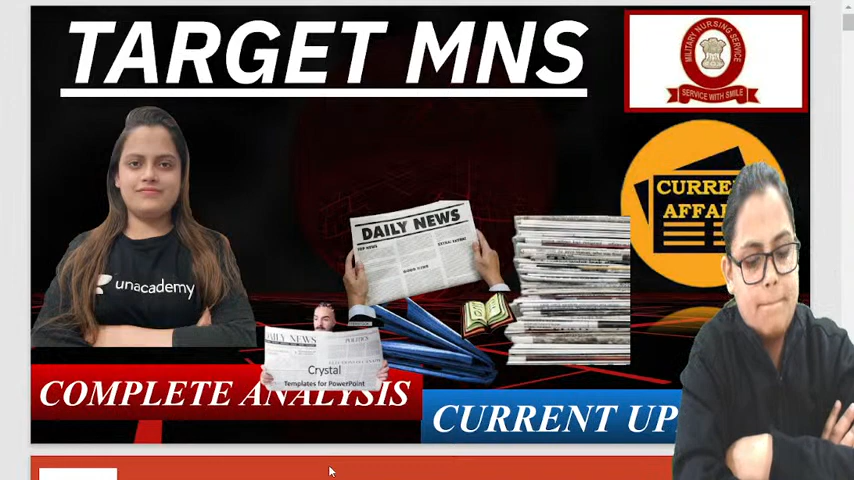 TARGET MNS
MILITARY NURSING SERVICE
SERVICE WITH SMILE
CURRE
AFFA
DAILY NEWS
unacademy
DAILY NEWS
POLITICS
Crystal
Templates for PowerPoint
COMPLETE ANALYSIS
CURRENT UP